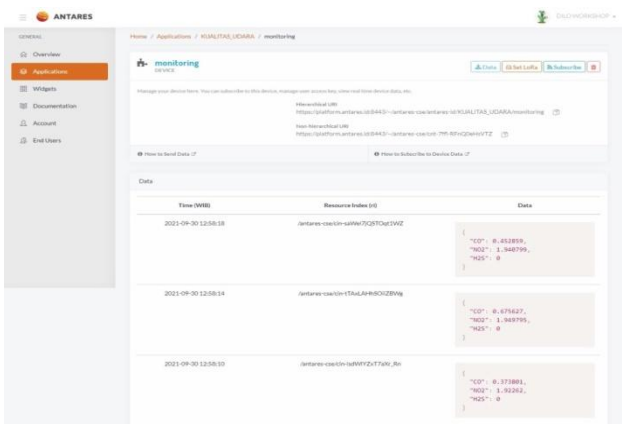 ANTARES
GENERAL
Overview
Applications
Widgets
Documentation
Account
End Users
Home / Applications / KUALITAS_UDARA / monitoring
monitoring
DEVICE
Data
Set LoRa
Subscribe
Manage your device here. You can subscribe to this device, manage your access key, view real-time device data, etc.
Hierarchical URI
https://platform.antares.id:8443/~/antares-cse/antares-id/KUALITAS_UDARA/monitoring
Non-Hierarchical URI
How to Send Data
How to Subscribe to Device Data
Data
Time (WIB) Resource Index (ri) Data
2021-09-30 12:58:18
{
"CO": 0.852859,
"NO2": 1.948799,
"H2S": 0
}
2021-09-30 12:58:14
{
"CO": 0.675627,
"NO2": 1.949795,
"H2S": 0
}
2021-09-30 12:58:10
{
"CO": 0.373801,
"NO2": 1.92262,
"H2S": 0
}